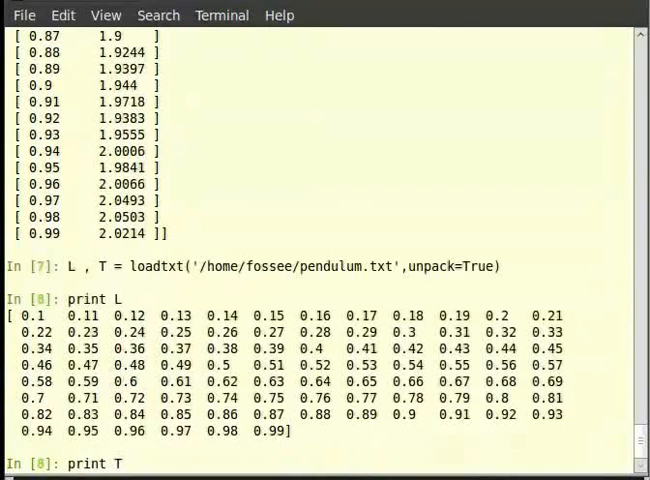 File Edit View Search Terminal Help
[ 0.87 1.9 ]
[ 0.88 1.9244 ]
[ 0.89 1.9397 ]
[ 0.9 1.944 ]
[ 0.91 1.9718 ]
[ 0.92 1.9383 ]
[ 0.93 1.9555 ]
[ 0.94 2.0006 ]
[ 0.95 1.9841 ]
[ 0.96 2.0066 ]
[ 0.97 2.0493 ]
[ 0.98 2.0503 ]
[ 0.99 2.0214 ]]
In [7]: L , T = loadtxt('/home/fossee/pendulum.txt',unpack=True)
In [8]: print L
[ 0.1 0.11 0.12 0.13 0.14 0.15 0.16 0.17 0.18 0.19 0.2 0.21
0.22 0.23 0.24 0.25 0.26 0.27 0.28 0.29 0.3 0.31 0.32 0.33
0.34 0.35 0.36 0.37 0.38 0.39 0.4 0.41 0.42 0.43 0.44 0.45
0.46 0.47 0.48 0.49 0.5 0.51 0.52 0.53 0.54 0.55 0.56 0.57
0.58 0.59 0.6 0.61 0.62 0.63 0.64 0.65 0.66 0.67 0.68 0.69
0.7 0.71 0.72 0.73 0.74 0.75 0.76 0.77 0.78 0.79 0.8 0.81
0.82 0.83 0.84 0.85 0.86 0.87 0.88 0.89 0.9 0.91 0.92 0.93
0.94 0.95 0.96 0.97 0.98 0.99]
In [8]: print T